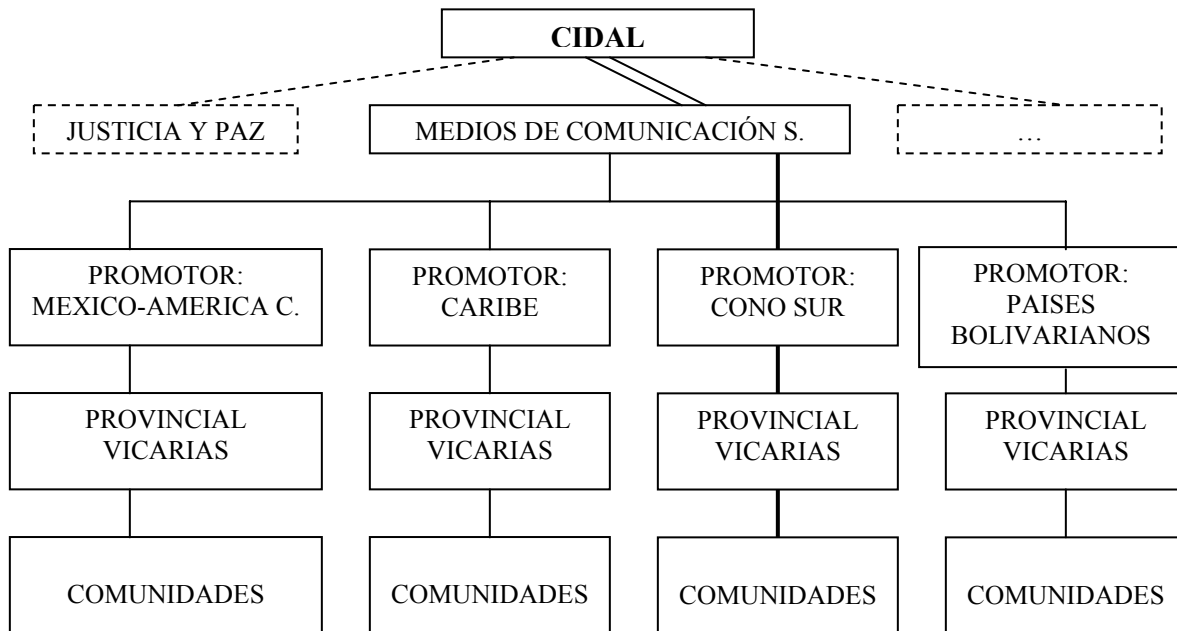 CIDAL
JUSTICIA Y PAZ
MEDIOS DE COMUNICACIÓN S.
…
PROMOTOR:
MEXICO-AMERICA C.
PROMOTOR:
CARIBE
PROMOTOR:
CONO SUR
PROMOTOR:
PAISES
BOLIVARIANOS
PROVINCIAL
VICARIAS
PROVINCIAL
VICARIAS
PROVINCIAL
VICARIAS
PROVINCIAL
VICARIAS
COMUNIDADES
COMUNIDADES
COMUNIDADES
COMUNIDADES